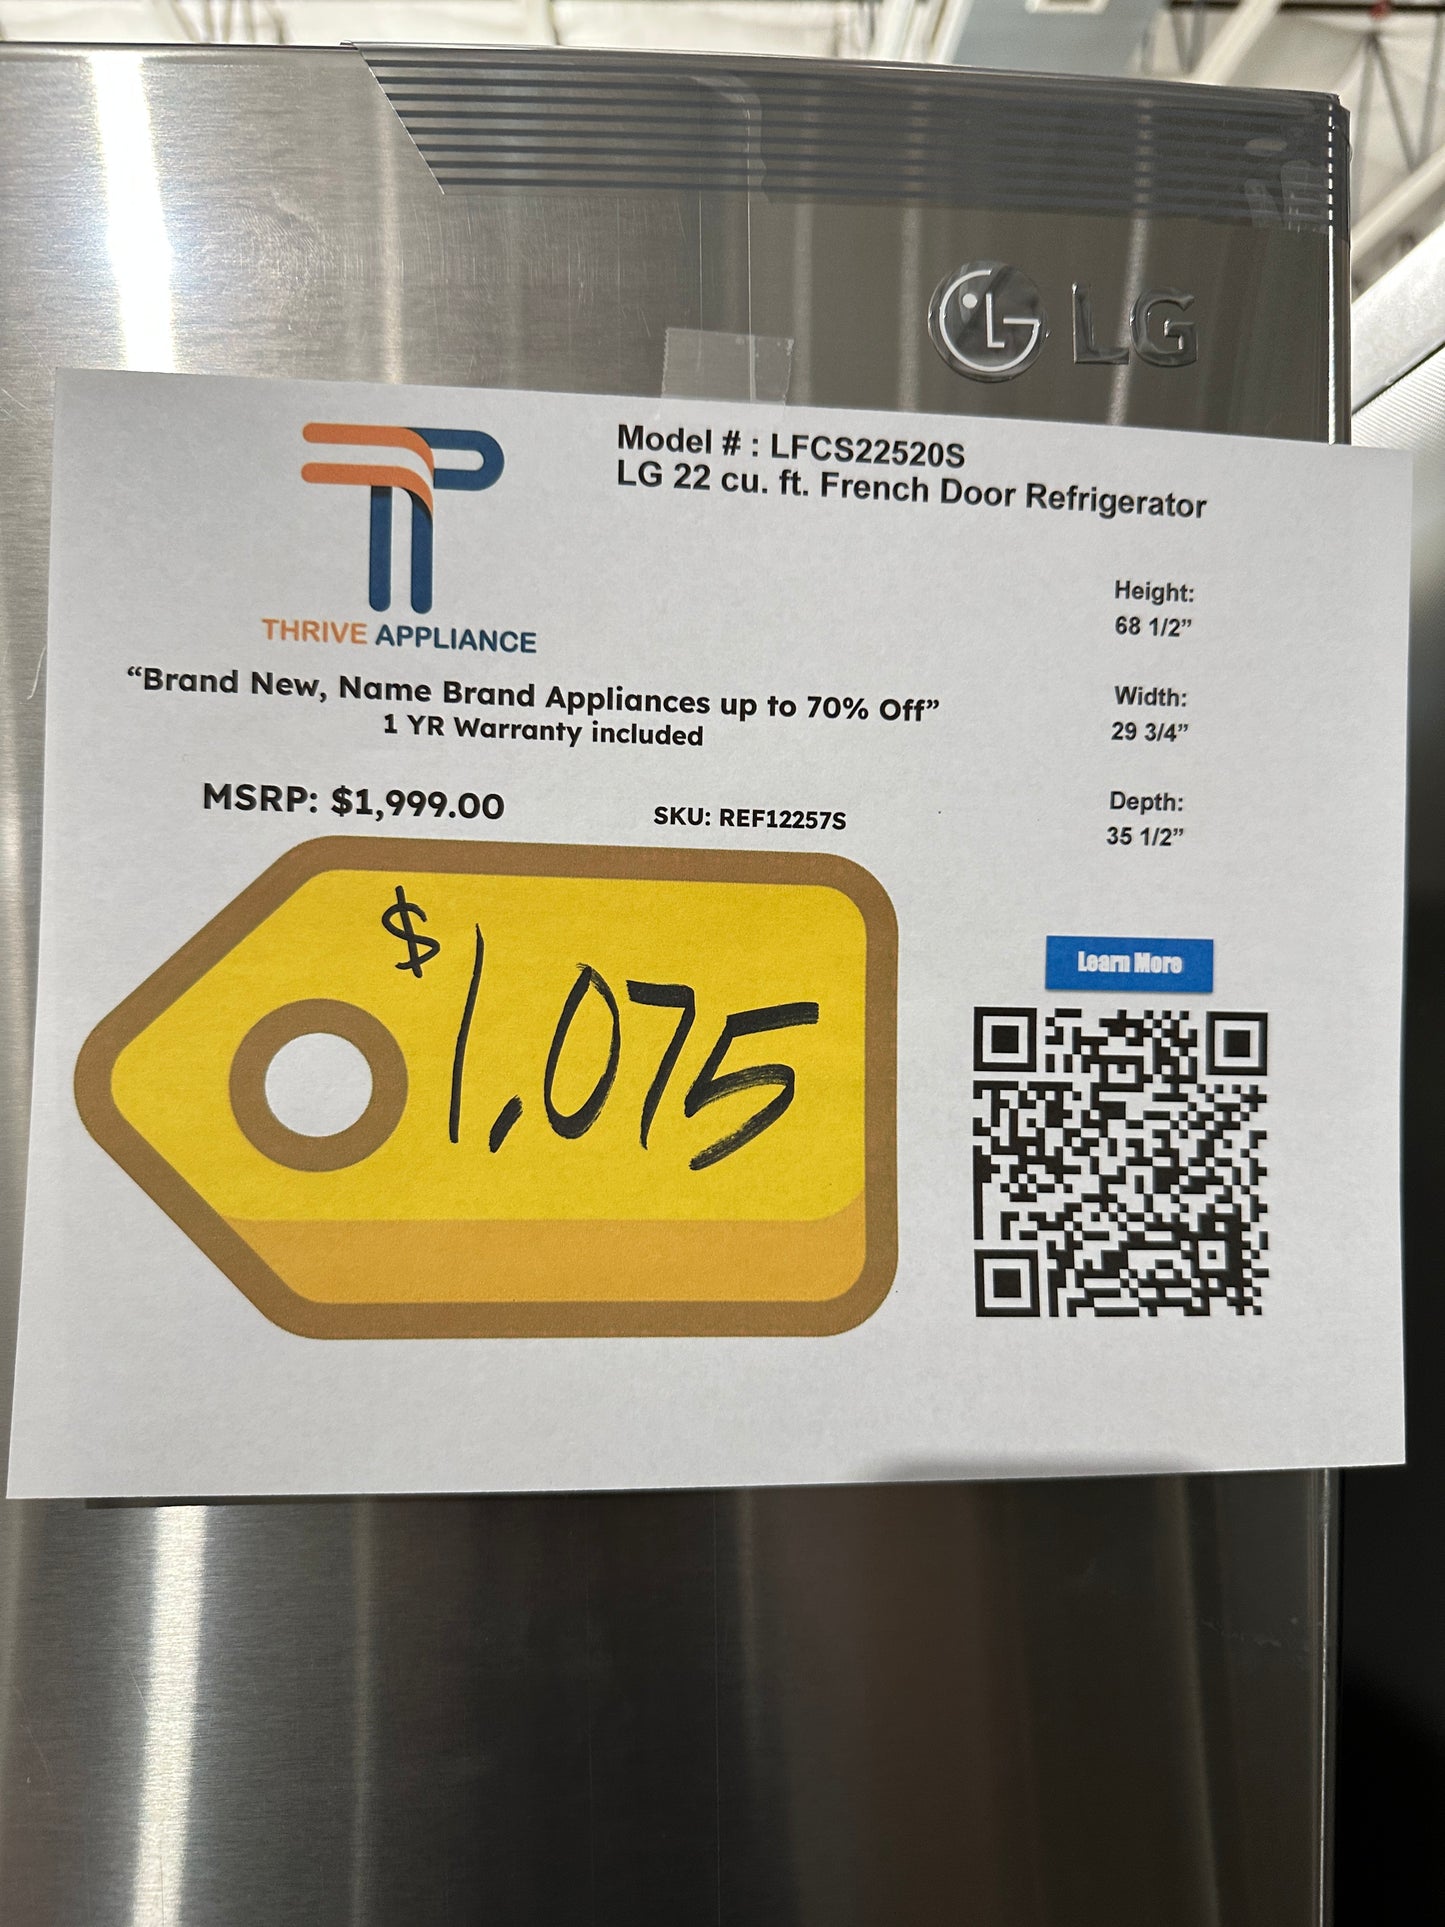 LG
Model # : LFCS22520S
LG 22 cu. ft. French Door Refrigerator
THRIVE APPLIANCE
“Brand New, Name Brand Appliances up to 70% Off”
1 YR Warranty included
MSRP: $1,999.00
SKU: REF12257S
Height:
68 1/2”
Width:
29 3/4”
Depth:
35 1/2”
$1,075
Learn More